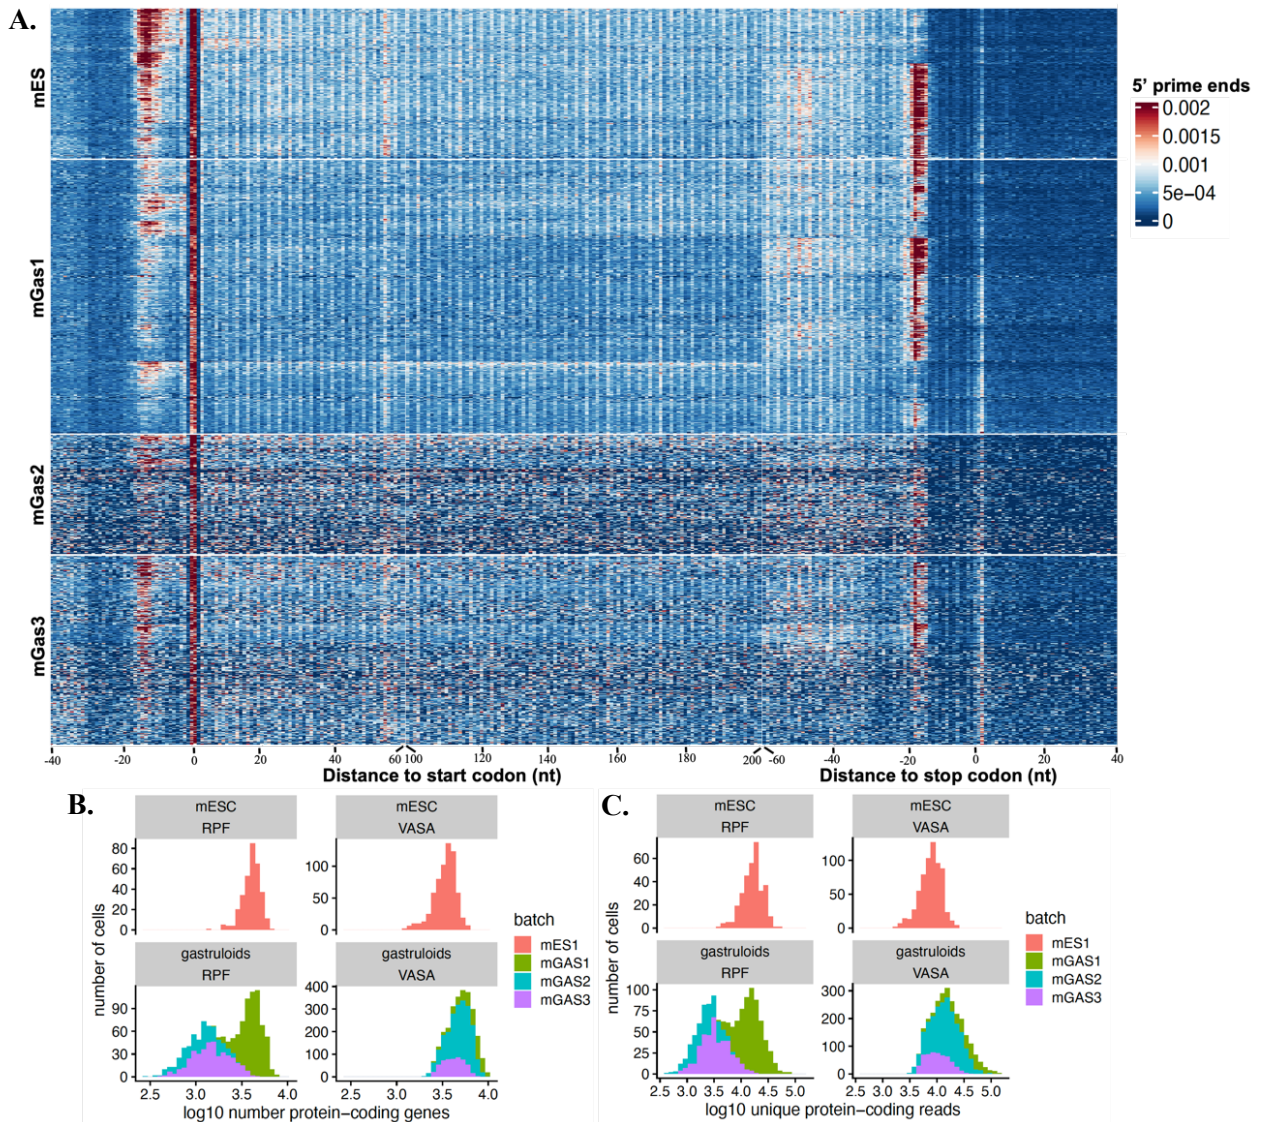 A.
mES
mGas1
mGas2
mGas3
5' prime ends
0.002
0.0015
0.001
5e−04
0
-40 -20 0 20 40 60 100 120 140 160 180 200 -60 -40 -20 0 20 40
Distance to start codon (nt) Distance to stop codon (nt)
B.
mESC mESC
RPF VASA
80
60
40
20
0
100
50
0
gastruloids gastruloids
RPF VASA
90
60
30
0
400
300
200
100
0
2.5 3.0 3.5 4.0 2.5 3.0 3.5 4.0
number of cells
log10 number protein−coding genes
batch
mES1
mGAS1
mGAS2
mGAS3
C.
mESC mESC
RPF VASA
60
40
20
0
100
50
0
gastruloids gastruloids
RPF VASA
100
75
50
25
0
300
200
100
0
2.5 3.0 3.5 4.0 4.5 5.0 2.5 3.0 3.5 4.0 4.5 5.0
number of cells
log10 unique protein−coding reads
batch
mES1
mGAS1
mGAS2
mGAS3